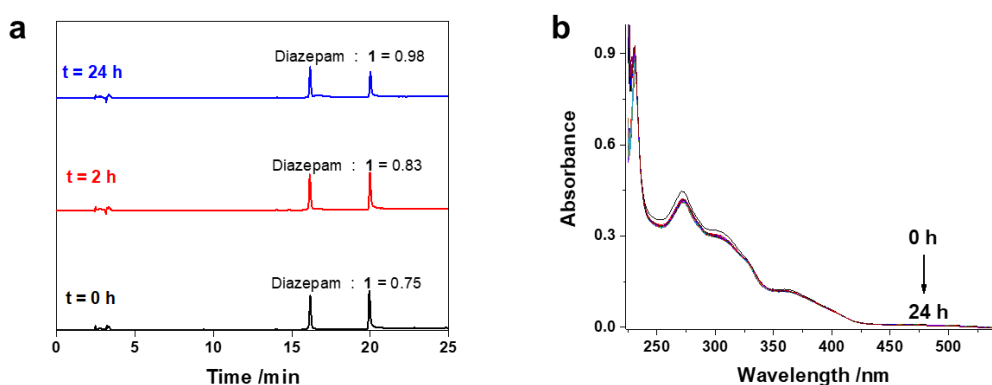 a
t = 24 h
Diazepam : 1 = 0.98
t = 2 h
Diazepam : 1 = 0.83
t = 0 h
Diazepam : 1 = 0.75
0 5 10 15 20 25
Time /min
b
Absorbance
0.9
0.6
0.3
0.0
0 h
24 h
250 300 350 400 450 500
Wavelength /nm